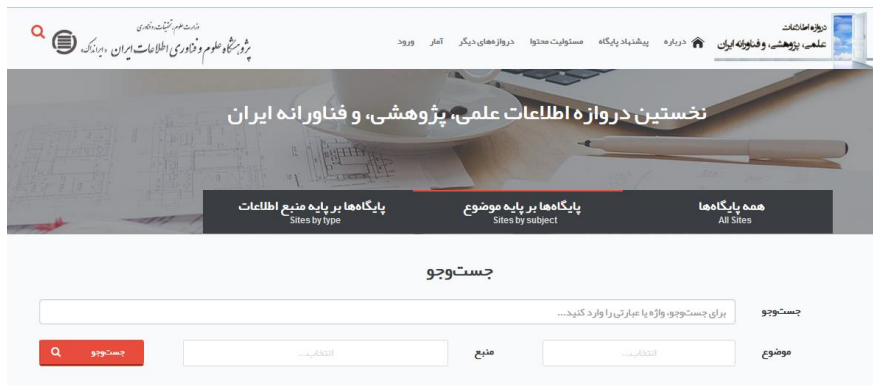 دروازه اطلاعات
علمی، پژوهشی، و فناورانه ایران
درباره
پیشنهاد پایگاه
مسئولیت محتوا
دروازه‌های دیگر
آمار
ورود
وزارت علوم، تحقیقات و فناوری
پژوهشگاه علوم و فناوری اطلاعات ایران (ایرانداک)
نخستین دروازه اطلاعات علمی، پژوهشی، و فناورانه ایران
همه پایگاه‌ها
All Sites
پایگاه‌ها بر پایه موضوع
Sites by subject
پایگاه‌ها بر پایه منبع اطلاعات
Sites by type
جست‌وجو
جست‌وجو
برای جست‌وجو، واژه یا عبارتی را وارد کنید...
موضوع
انتخاب...
منبع
انتخاب...
جست‌وجو